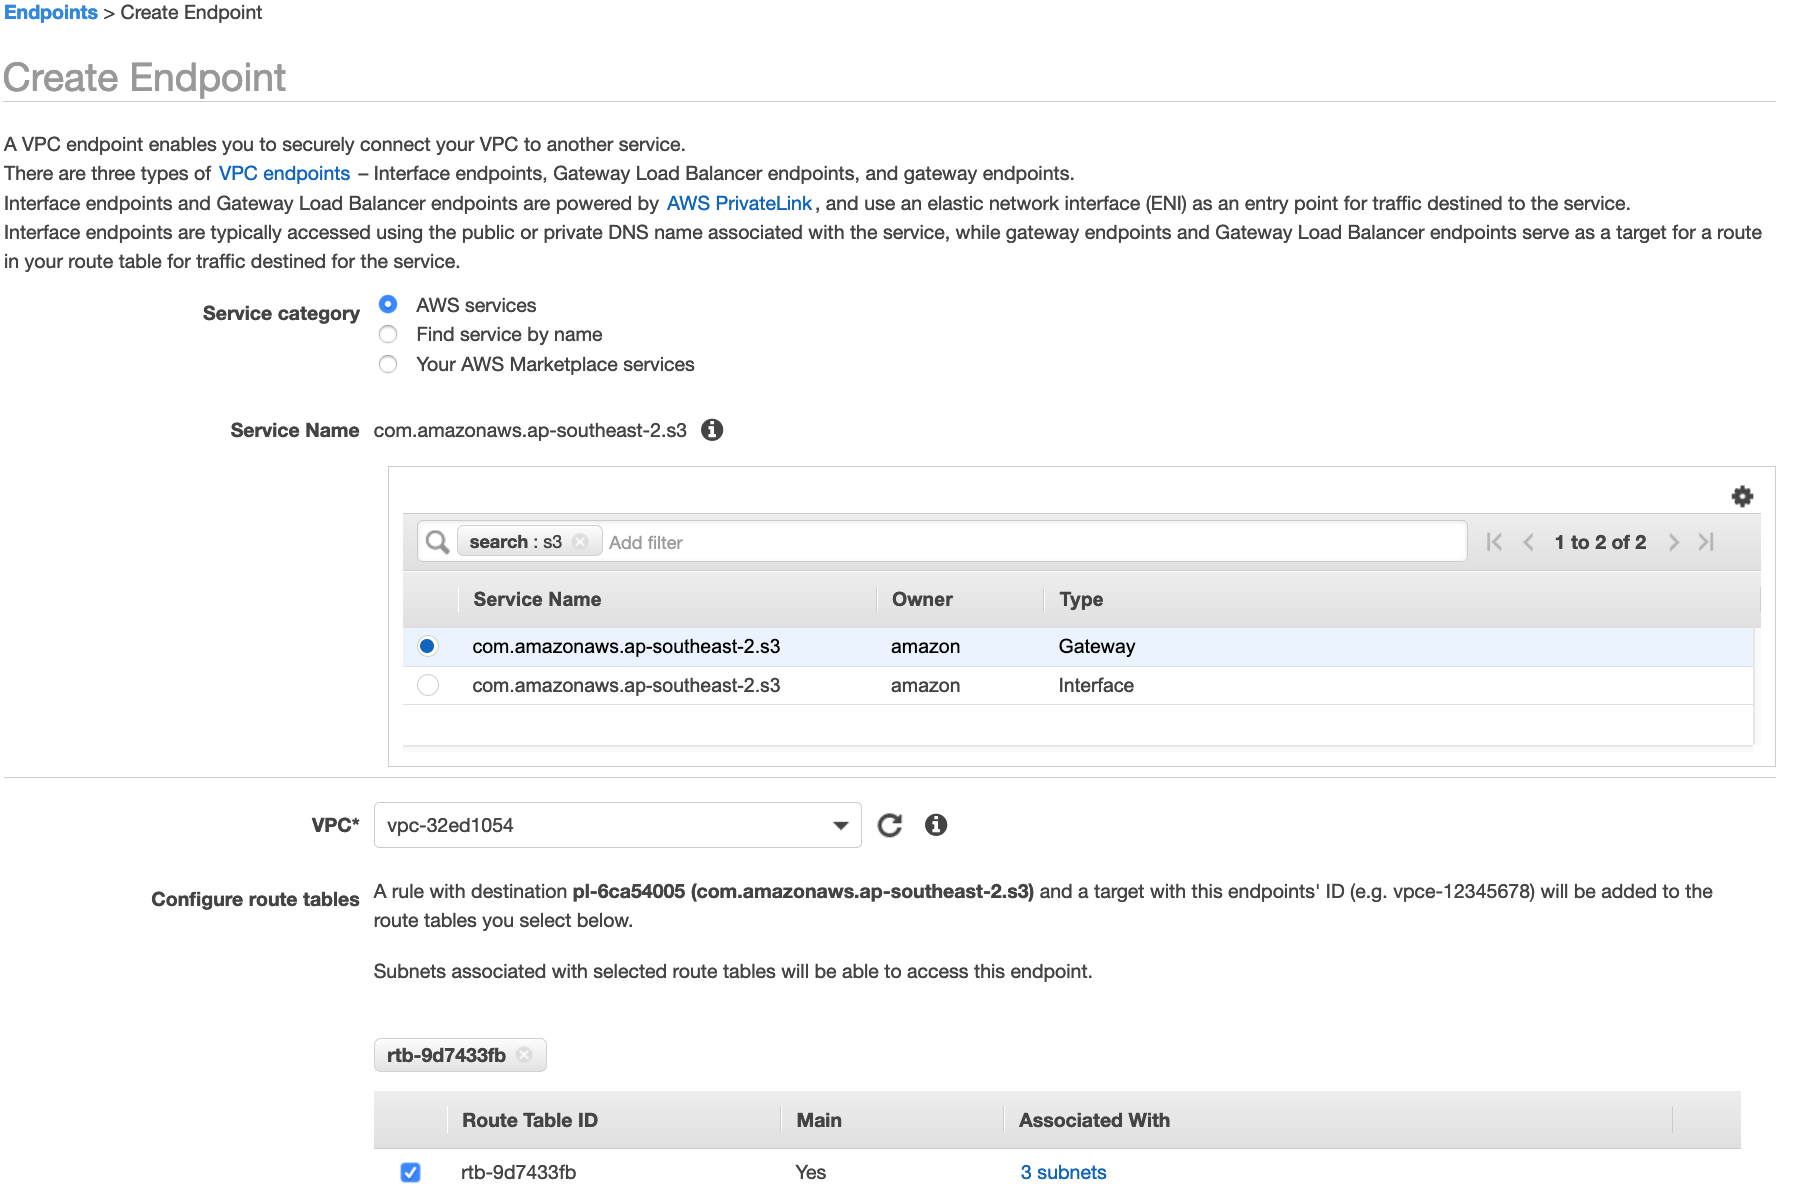 Endpoints > Create Endpoint
Create Endpoint
A VPC endpoint enables you to securely connect your VPC to another service.
There are three types of VPC endpoints – Interface endpoints, Gateway Load Balancer endpoints, and gateway endpoints.
Interface endpoints and Gateway Load Balancer endpoints are powered by AWS PrivateLink, and use an elastic network interface (ENI) as an entry point for traffic destined to the service.
Interface endpoints are typically accessed using the public or private DNS name associated with the service, while gateway endpoints and Gateway Load Balancer endpoints serve as a target for a route
in your route table for traffic destined for the service.
Service category
AWS services
Find service by name
Your AWS Marketplace services
Service Name com.amazonaws.ap-southeast-2.s3
search : s3 Add filter 1 to 2 of 2
Service Name Owner Type
com.amazonaws.ap-southeast-2.s3 amazon Gateway
com.amazonaws.ap-southeast-2.s3 amazon Interface
VPC* vpc-32ed1054
Configure route tables A rule with destination pl-6ca54005 (com.amazonaws.ap-southeast-2.s3) and a target with this endpoints' ID (e.g. vpce-12345678) will be added to the
route tables you select below.
Subnets associated with selected route tables will be able to access this endpoint.
rtb-9d7433fb
Route Table ID Main Associated With
rtb-9d7433fb Yes 3 subnets